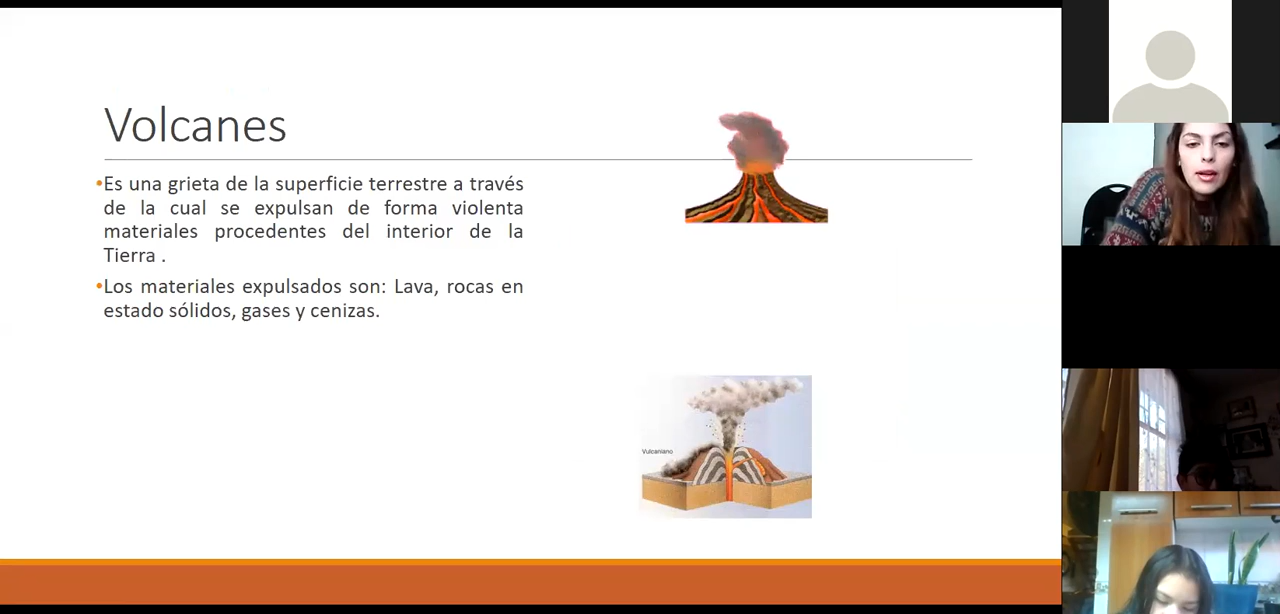 Volcanes
•Es una grieta de la superficie terrestre a través
de la cual se expulsan de forma violenta
materiales procedentes del interior de la
Tierra .
•Los materiales expulsados son: Lava, rocas en
estado sólidos, gases y cenizas.
Vulcaniano